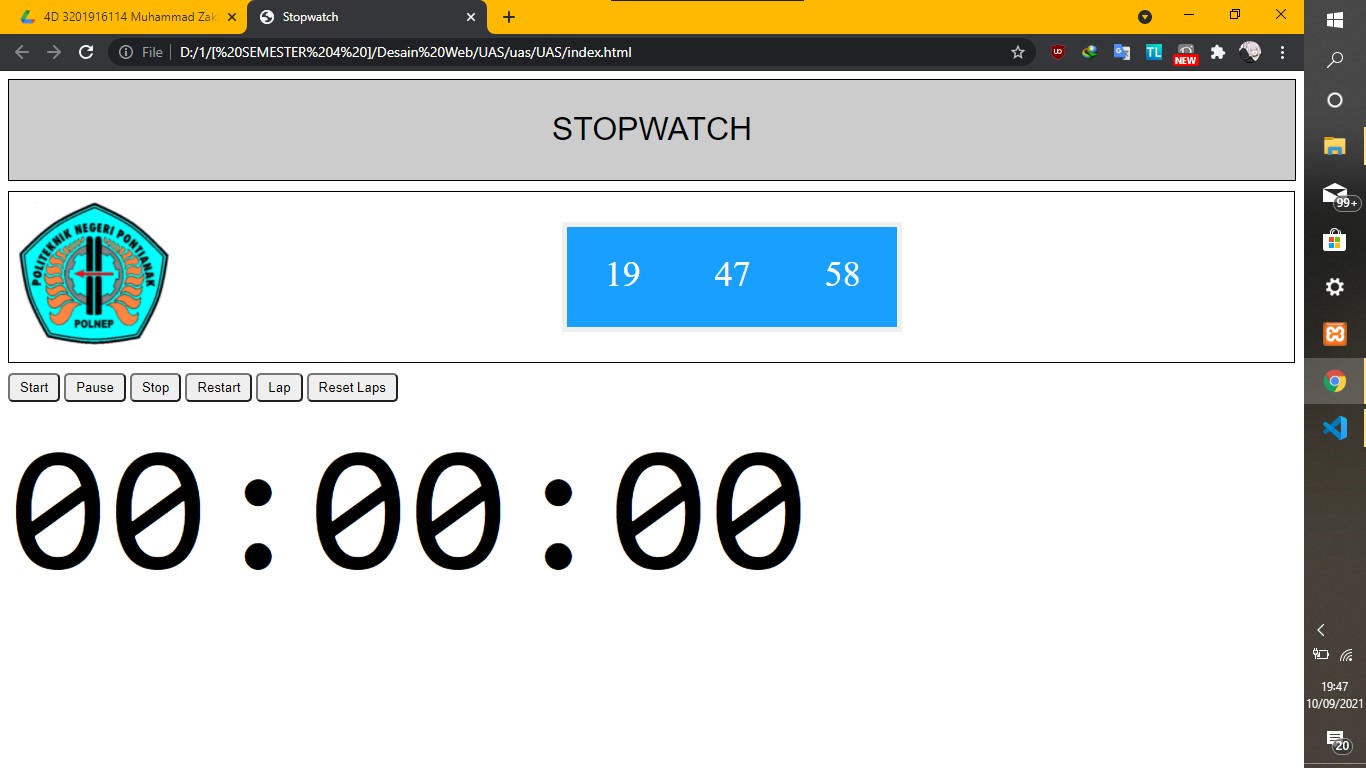 4D 3201916114 Muhammad Zak
Stopwatch
File
D:/1/[%20SEMESTER%204%20]/Desain%20Web/UAS/uas/UAS/index.html
UD
TL
NEW
STOPWATCH
POLITEKNIK NEGERI PONTIANAK
POLNEP
19 47 58
Start Pause Stop Restart Lap Reset Laps
00:00:00
99+
19:47
10/09/2021
20